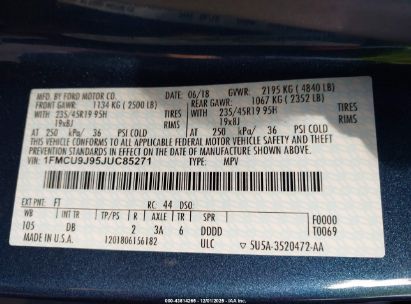 MFD. BY FORD MOTOR CO.
DATE: 06/18 GVWR: 2195 KG (4840 LB)
FRONT GAWR: 1134 KG (2500 LB)
REAR GAWR: 1067 KG (2352 LB)
WITH
235/45R19 95H TIRES
19x8J RIMS
WITH
235/45R19 95H TIRES
19x8J RIMS
AT 250 kPa/ 36 PSI COLD
AT 250 kPa/ 36 PSI COLD
THIS VEHICLE CONFORMS TO ALL APPLICABLE FEDERAL MOTOR VEHICLE SAFETY AND THEFT
PREVENTION STANDARDS IN EFFECT ON THE DATE OF MANUFACTURE SHOWN ABOVE.
VIN: 1FMCU9J95JUC85271 TYPE: MPV
EXT PNT: FT RC: 44 DSO:
WB INT TR TP/PS R AXLE TR SPR F0000
105 DB 2 3A 6 DDDD T0069
MADE IN U.S.A. 1201806156182 ULC 5U5A-3520472-AA